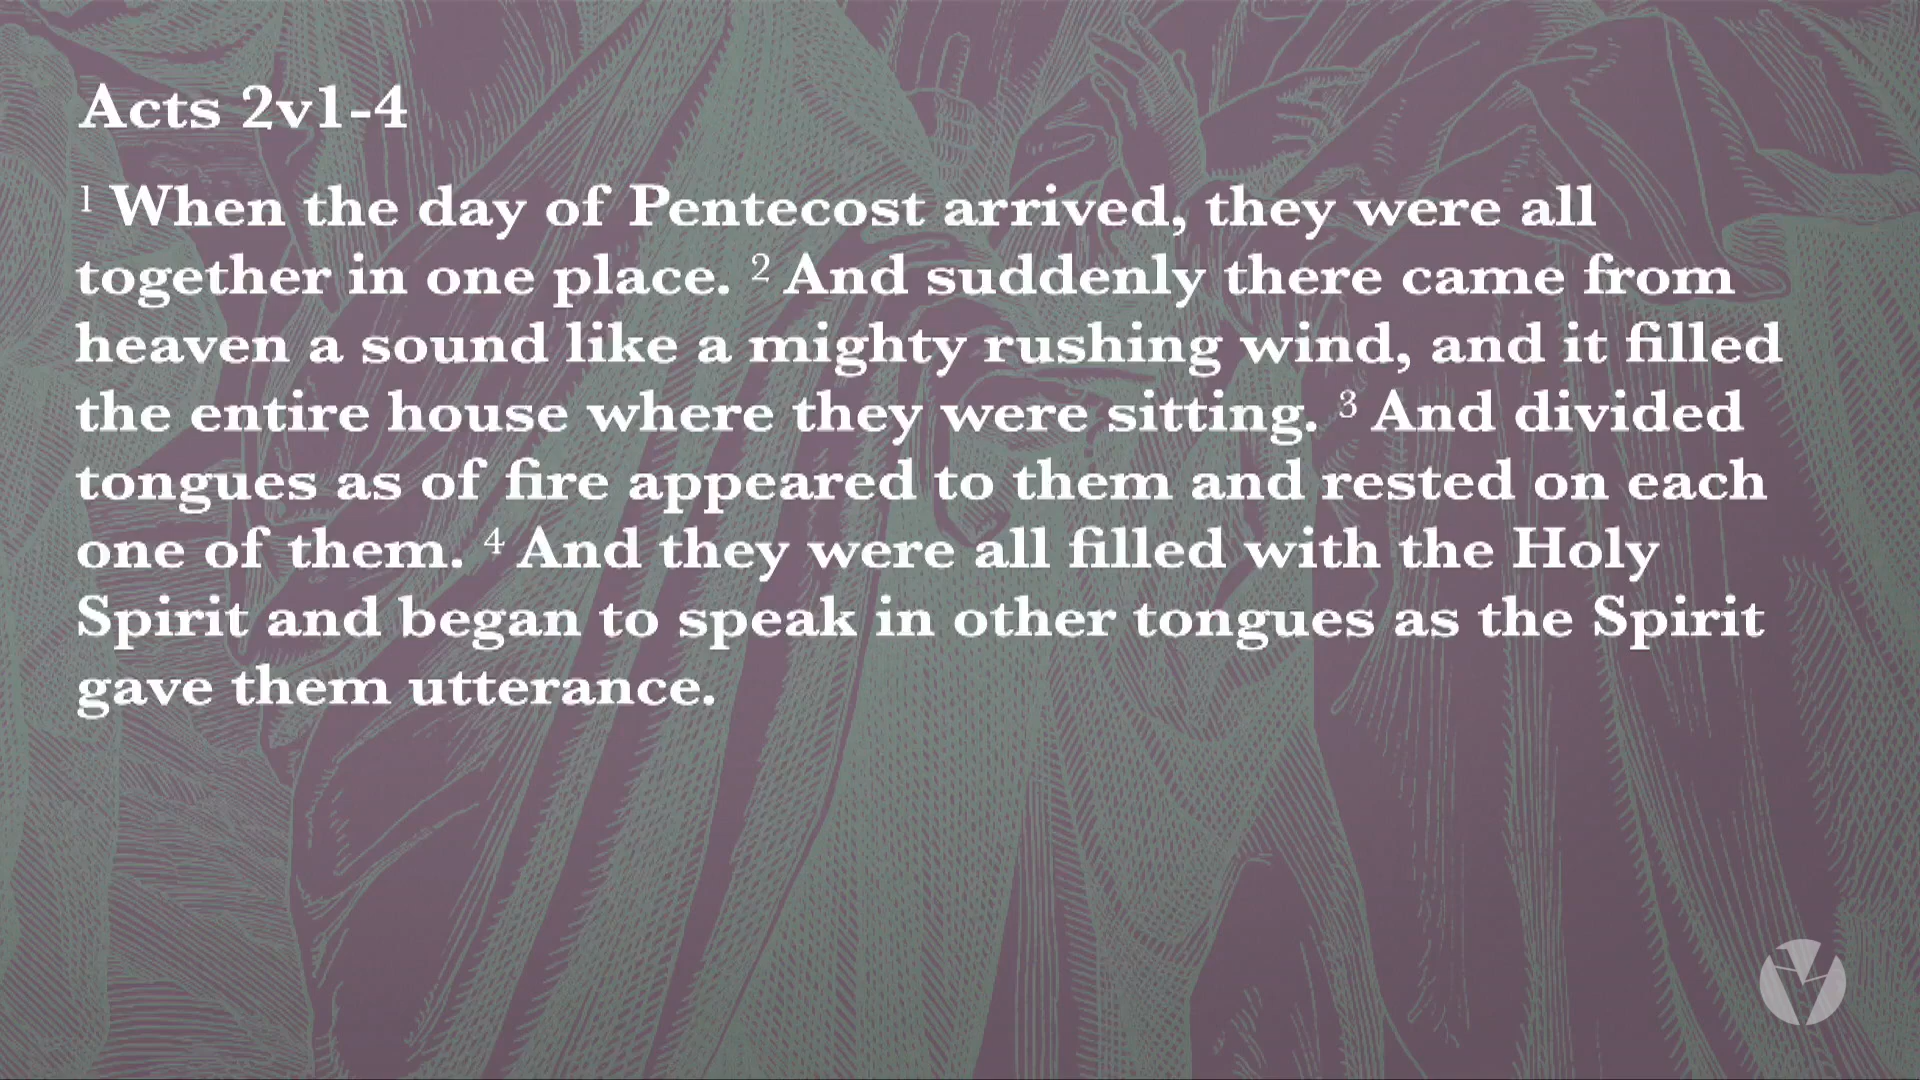 Acts 2v1-4
1 When the day of Pentecost arrived, they were all
together in one place. 2 And suddenly there came from
heaven a sound like a mighty rushing wind, and it filled
the entire house where they were sitting. 3 And divided
tongues as of fire appeared to them and rested on each
one of them. 4 And they were all filled with the Holy
Spirit and began to speak in other tongues as the Spirit
gave them utterance.